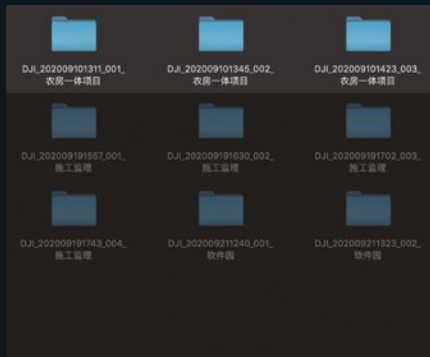 DJI_202009101311_001_
农房一体项目
DJI_202009101345_002_
农房一体项目
DJI_202009101423_003_
农房一体项目
DJI_202009191557_001_
施工监理
DJI_202009191630_002_
施工监理
DJI_202009191702_003_
施工监理
DJI_202009191743_004_
施工监理
DJI_202009211240_001_
软件园
DJI_202009211323_002_
软件园